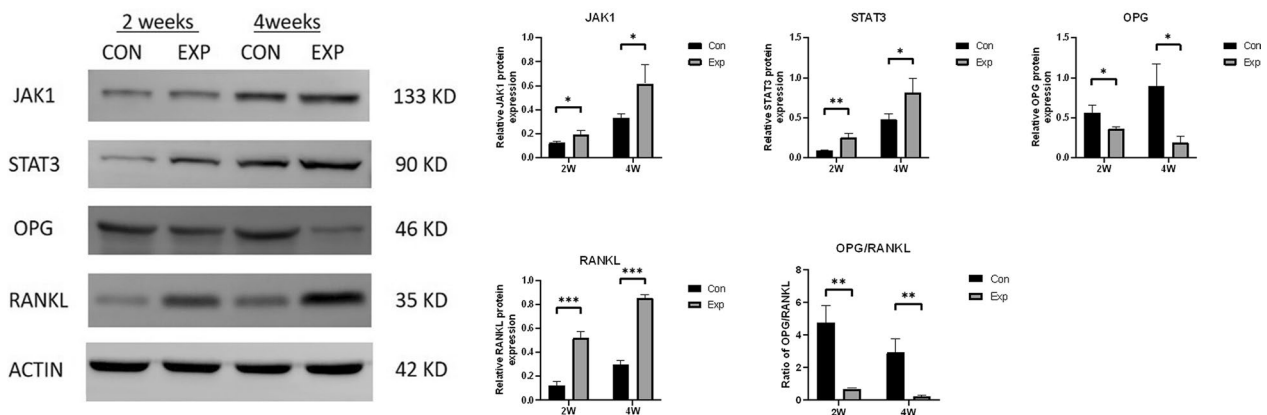 2 weeks 4weeks
CON EXP CON EXP
JAK1 133 KD
STAT3 90 KD
OPG 46 KD
RANKL 35 KD
ACTIN 42 KD
JAK1
Relative JAK1 protein
expression
1.0
0.8
0.6
0.4
0.2
0.0
*
*
2W 4W
Con
Exp
STAT3
Relative STAT3 protein
expression
1.5
1.0
0.5
0.0
**
*
2W 4W
Con
Exp
OPG
Relative OPG protein
expression
1.5
1.0
0.5
0.0
*
*
2W 4W
Con
Exp
RANKL
Relative RANKL protein
expression
1.0
0.8
0.6
0.4
0.2
0.0
***
***
2W 4W
Con
Exp
OPG/RANKL
Ratio of OPG/RANKL
6
4
2
0
**
**
2W 4W
Con
Exp